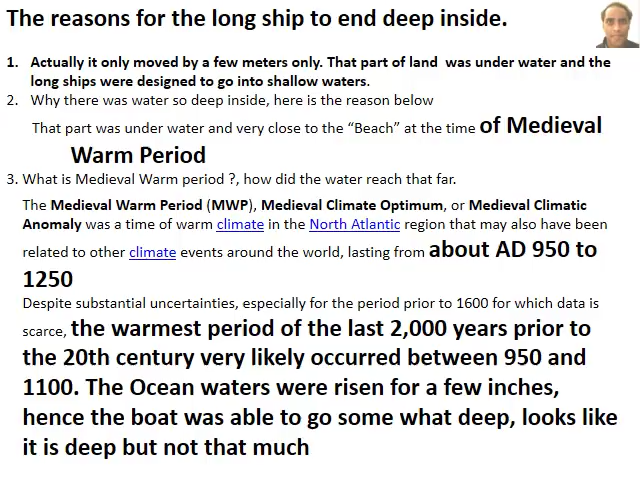 The reasons for the long ship to end deep inside.
1. Actually it only moved by a few meters only. That part of land was under water and the
long ships were designed to go into shallow waters.
2. Why there was water so deep inside, here is the reason below
That part was under water and very close to the “Beach” at the time of Medieval
Warm Period
3. What is Medieval Warm period ?, how did the water reach that far.
The Medieval Warm Period (MWP), Medieval Climate Optimum, or Medieval Climatic
Anomaly was a time of warm climate in the North Atlantic region that may also have been
related to other climate events around the world, lasting from about AD 950 to
1250
Despite substantial uncertainties, especially for the period prior to 1600 for which data is
scarce, the warmest period of the last 2,000 years prior to
the 20th century very likely occurred between 950 and
1100. The Ocean waters were risen for a few inches,
hence the boat was able to go some what deep, looks like
it is deep but not that much